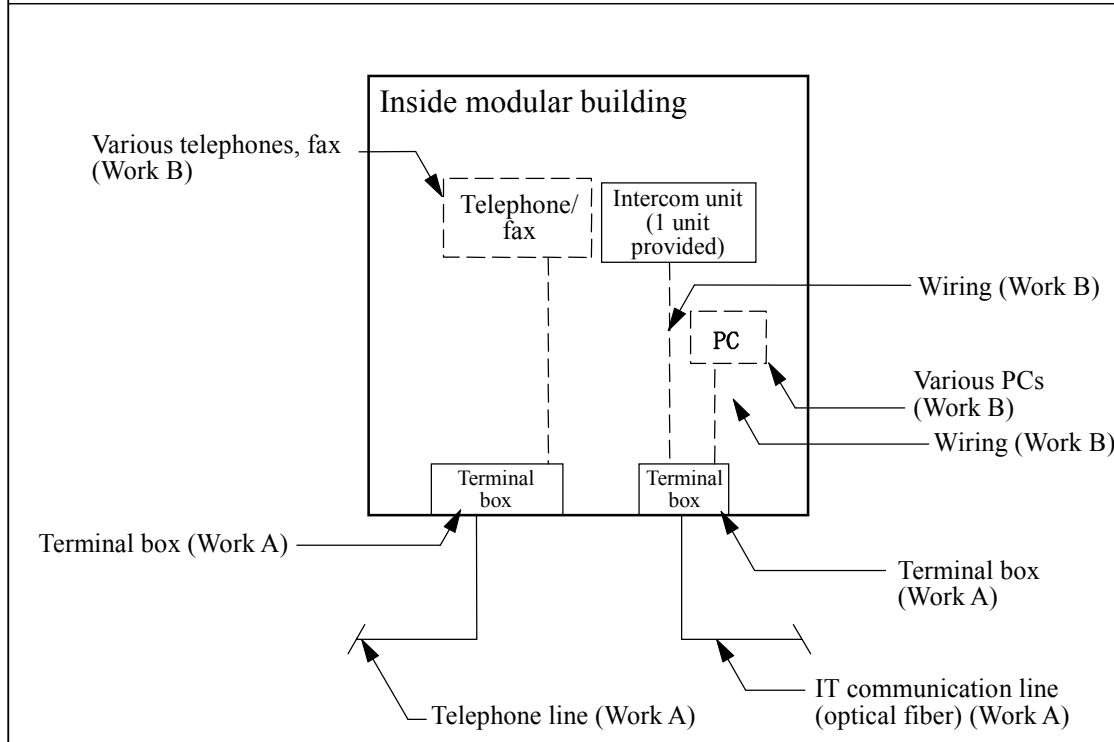 Inside modular building
Various telephones, fax
(Work B)
Telephone/
fax
Intercom unit
(1 unit
provided)
Wiring (Work B)
PC
Various PCs
(Work B)
Wiring (Work B)
Terminal
box
Terminal
box
Terminal box (Work A)
Terminal box
(Work A)
Telephone line (Work A)
IT communication line
(optical fiber) (Work A)